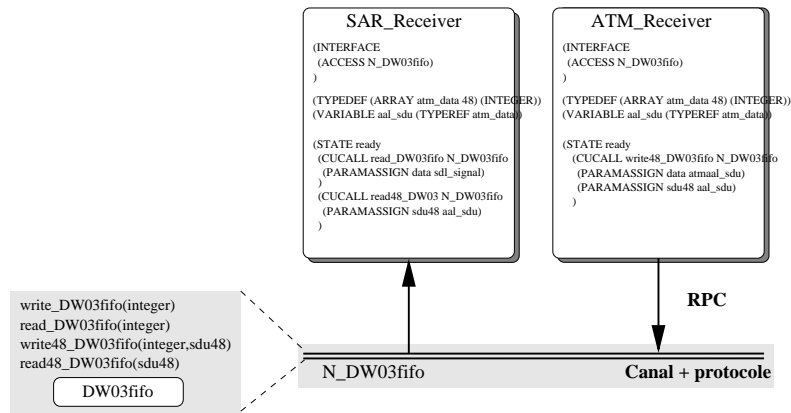 SAR_Receiver
(INTERFACE
(ACCESS N_DW03fifo)
)
(TYPEDEF (ARRAY atm_data 48) (INTEGER))
(VARIABLE aal_sdu (TYPEREF atm_data))
(STATE ready
(CUCALL read_DW03fifo N_DW03fifo
(PARAMASSIGN data sdl_signal)
)
(CUCALL read48_DW03 N_DW03fifo
(PARAMASSIGN sdu48 aal_sdu)
)
ATM_Receiver
(INTERFACE
(ACCESS N_DW03fifo)
)
(TYPEDEF (ARRAY atm_data 48) (INTEGER))
(VARIABLE aal_sdu (TYPEREF atm_data))
(STATE ready
(CUCALL write48_DW03fifo N_DW03fifo
(PARAMASSIGN data atmaal_sdu)
(PARAMASSIGN sdu48 aal_sdu)
)
RPC
write_DW03fifo(integer)
read_DW03fifo(integer)
write48_DW03fifo(integer,sdu48)
read48_DW03fifo(sdu48)
DW03fifo
N_DW03fifo
Canal + protocole